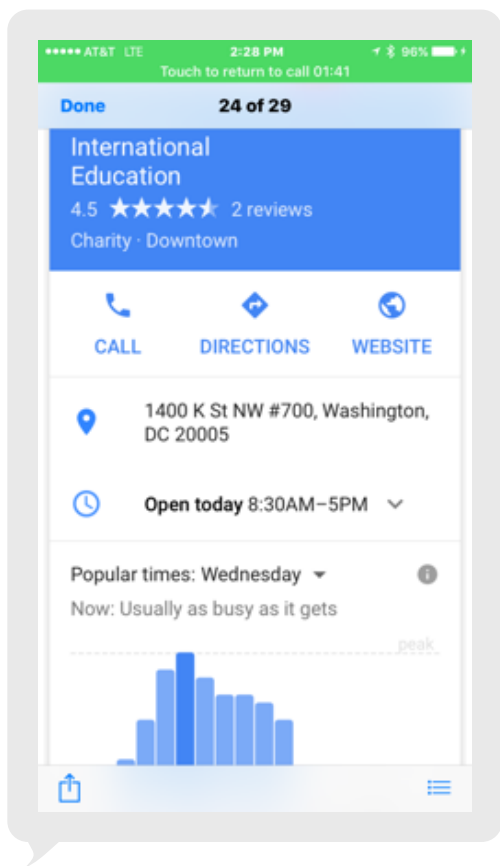 AT&T LTE 2:28 PM 96%
Touch to return to call 01:41
Done 24 of 29
International
Education
4.5 2 reviews
Charity · Downtown
CALL DIRECTIONS WEBSITE
1400 K St NW #700, Washington,
DC 20005
Open today 8:30AM–5PM
Popular times: Wednesday
Now: Usually as busy as it gets
peak